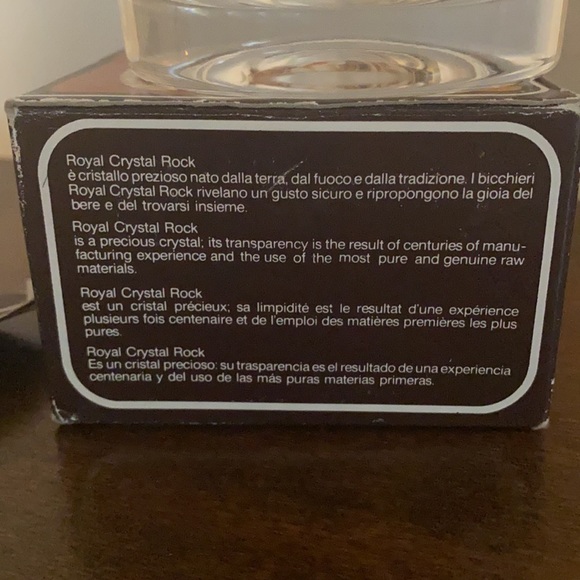 Royal Crystal Rock
è cristallo prezioso nato dalla terra, dal fuoco e dalla tradizione. I bicchieri
Royal Crystal Rock rivelano un gusto sicuro e ripropongono la gioia del
bere e del trovarsi insieme.
Royal Crystal Rock
is a precious crystal; its transparency is the result of centuries of manu-
facturing experience and the use of the most pure and genuine raw
materials.
Royal Crystal Rock
est un cristal précieux; sa limpidité est le resultat d'une expérience
plusieurs fois centenaire et de l'emploi des matières premières les plus
pures.
Royal Crystal Rock
Es un cristal precioso: su trasparencia es el resultado de una experiencia
centenaria y del uso de las más puras materias primeras.